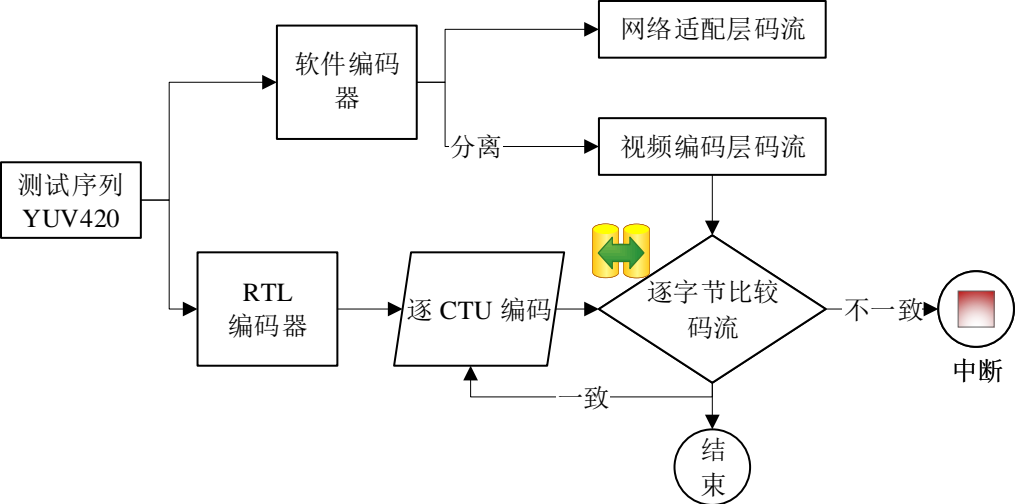 网络适配层码流
软件编码
器
分离
视频编码层码流
测试序列
YUV420
RTL
编码器
逐 CTU 编码
逐字节比较
码流
不一致
中断
一致
结
束